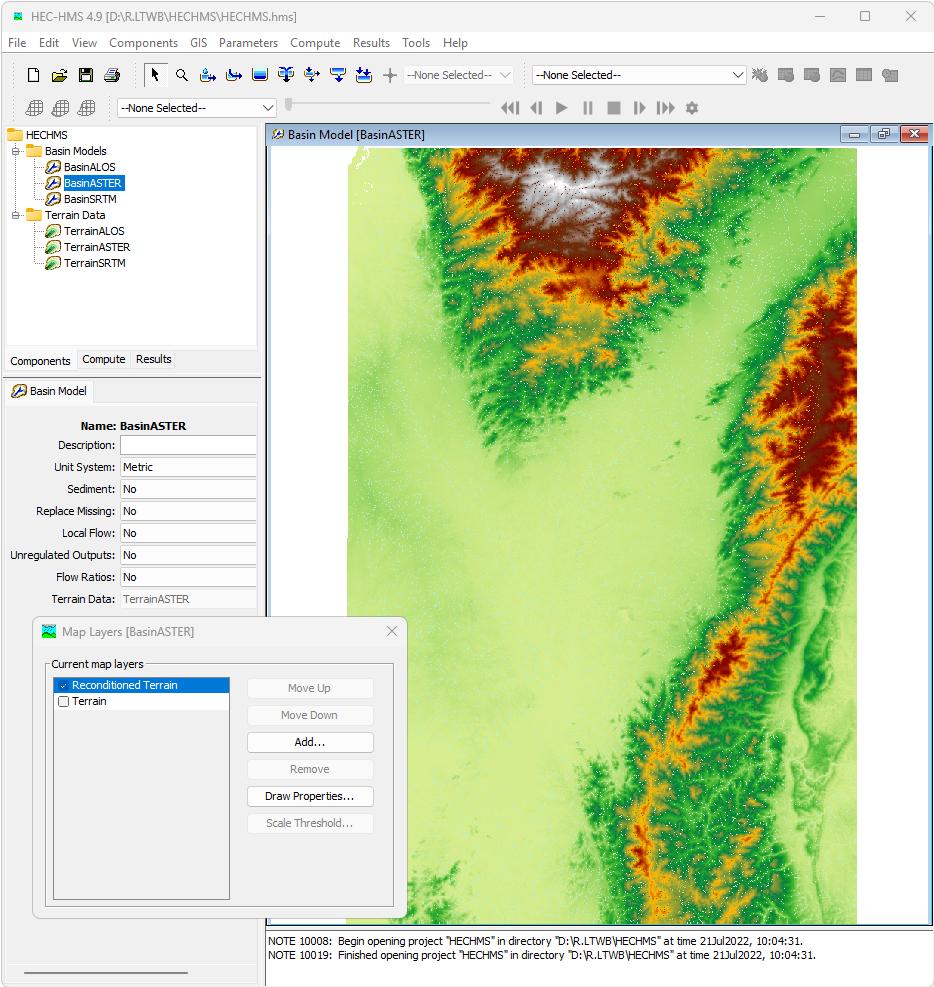 HEC-HMS 4.9 [D:\R.LTWB\HECHMS\HECHMS.hms]
File Edit View Components GIS Parameters Compute Results Tools Help
--None Selected-- --None Selected--
--None Selected--
HECHMS
Basin Models
BasinALOS
BasinASTER
BasinSRTM
Terrain Data
TerrainALOS
TerrainASTER
TerrainSRTM
Components Compute Results
Basin Model
Name: BasinASTER
Description:
Unit System: Metric
Sediment: No
Replace Missing: No
Local Flow: No
Unregulated Outputs: No
Flow Ratios: No
Terrain Data: TerrainASTER
Basin Model [BasinASTER]
Map Layers [BasinASTER]
Current map layers
Reconditioned Terrain
Terrain
Move Up
Move Down
Add...
Remove
Draw Properties...
Scale Threshold...
NOTE 10008: Begin opening project "HECHMS" in directory "D:\R.LTWB\HECHMS" at time 21Jul2022, 10:04:31.
NOTE 10019: Finished opening project "HECHMS" in directory "D:\R.LTWB\HECHMS" at time 21Jul2022, 10:04:31.